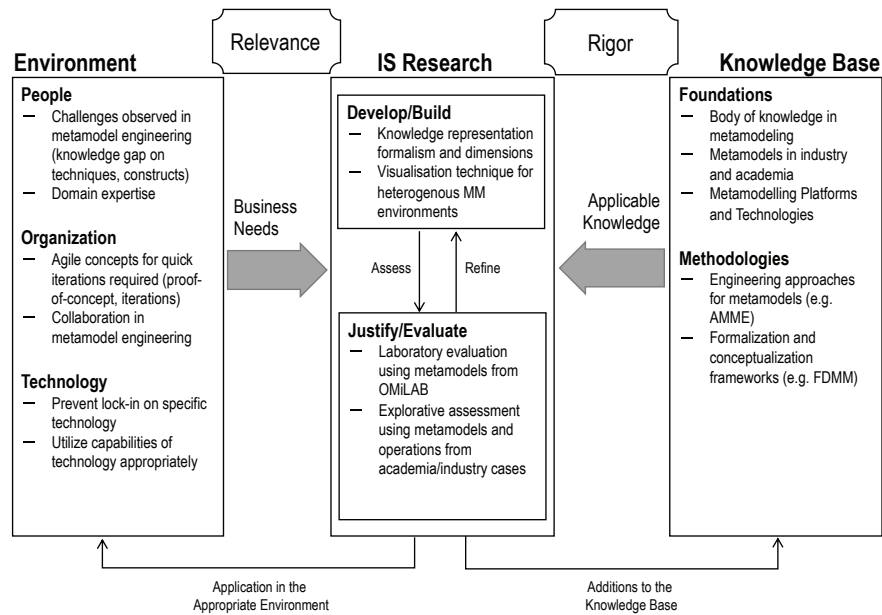 Relevance
Rigor
Environment
IS Research
Knowledge Base
People
— Challenges observed in
metamodel engineering
(knowledge gap on
techniques, constructs)
— Domain expertise
Organization
— Agile concepts for quick
iterations required (proof-
of-concept, iterations)
— Collaboration in
metamodel engineering
Technology
— Prevent lock-in on specific
technology
— Utilize capabilities of
technology appropriately
Business
Needs
Develop/Build
— Knowledge representation
formalism and dimensions
— Visualisation technique for
heterogenous MM
environments
Assess
Refine
Justify/Evaluate
— Laboratory evaluation
using metamodels from
OMiLAB
— Explorative assessment
using metamodels and
operations from
academia/industry cases
Applicable
Knowledge
Foundations
— Body of knowledge in
metamodeling
— Metamodels in industry
and academia
— Metamodelling Platforms
and Technologies
Methodologies
— Engineering approaches
for metamodels (e.g.
AMME)
— Formalization and
conceptualization
frameworks (e.g. FDMM)
Application in the
Appropriate Environment
Additions to the
Knowledge Base